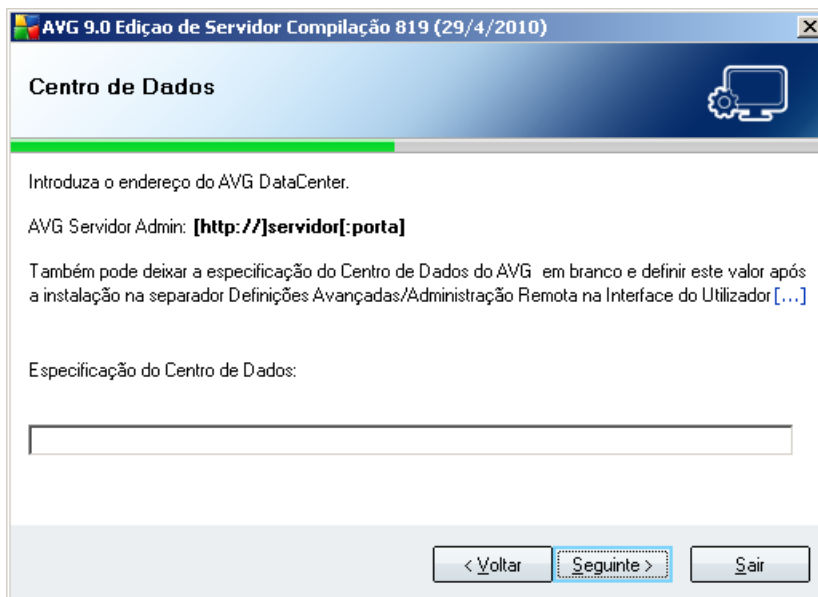 AVG 9.0 Ediçao de Servidor Compilação 819 (29/4/2010)
Centro de Dados
Introduza o endereço do AVG DataCenter.
AVG Servidor Admin: [http://]servidor[:porta]
Também pode deixar a especificação do Centro de Dados do AVG em branco e definir este valor após
a instalação na separador Definições Avançadas/Administração Remota na Interface do Utilizador[...]
Especificação do Centro de Dados:
< Voltar
Seguinte >
Sair